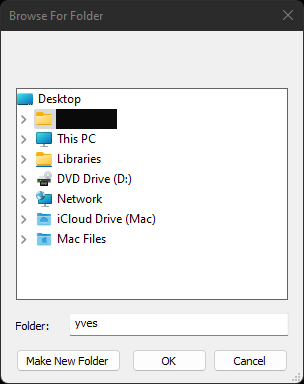 Browse For Folder
Desktop
This PC
Libraries
DVD Drive (D:)
Network
iCloud Drive (Mac)
Mac Files
Folder: yves
Make New Folder OK Cancel